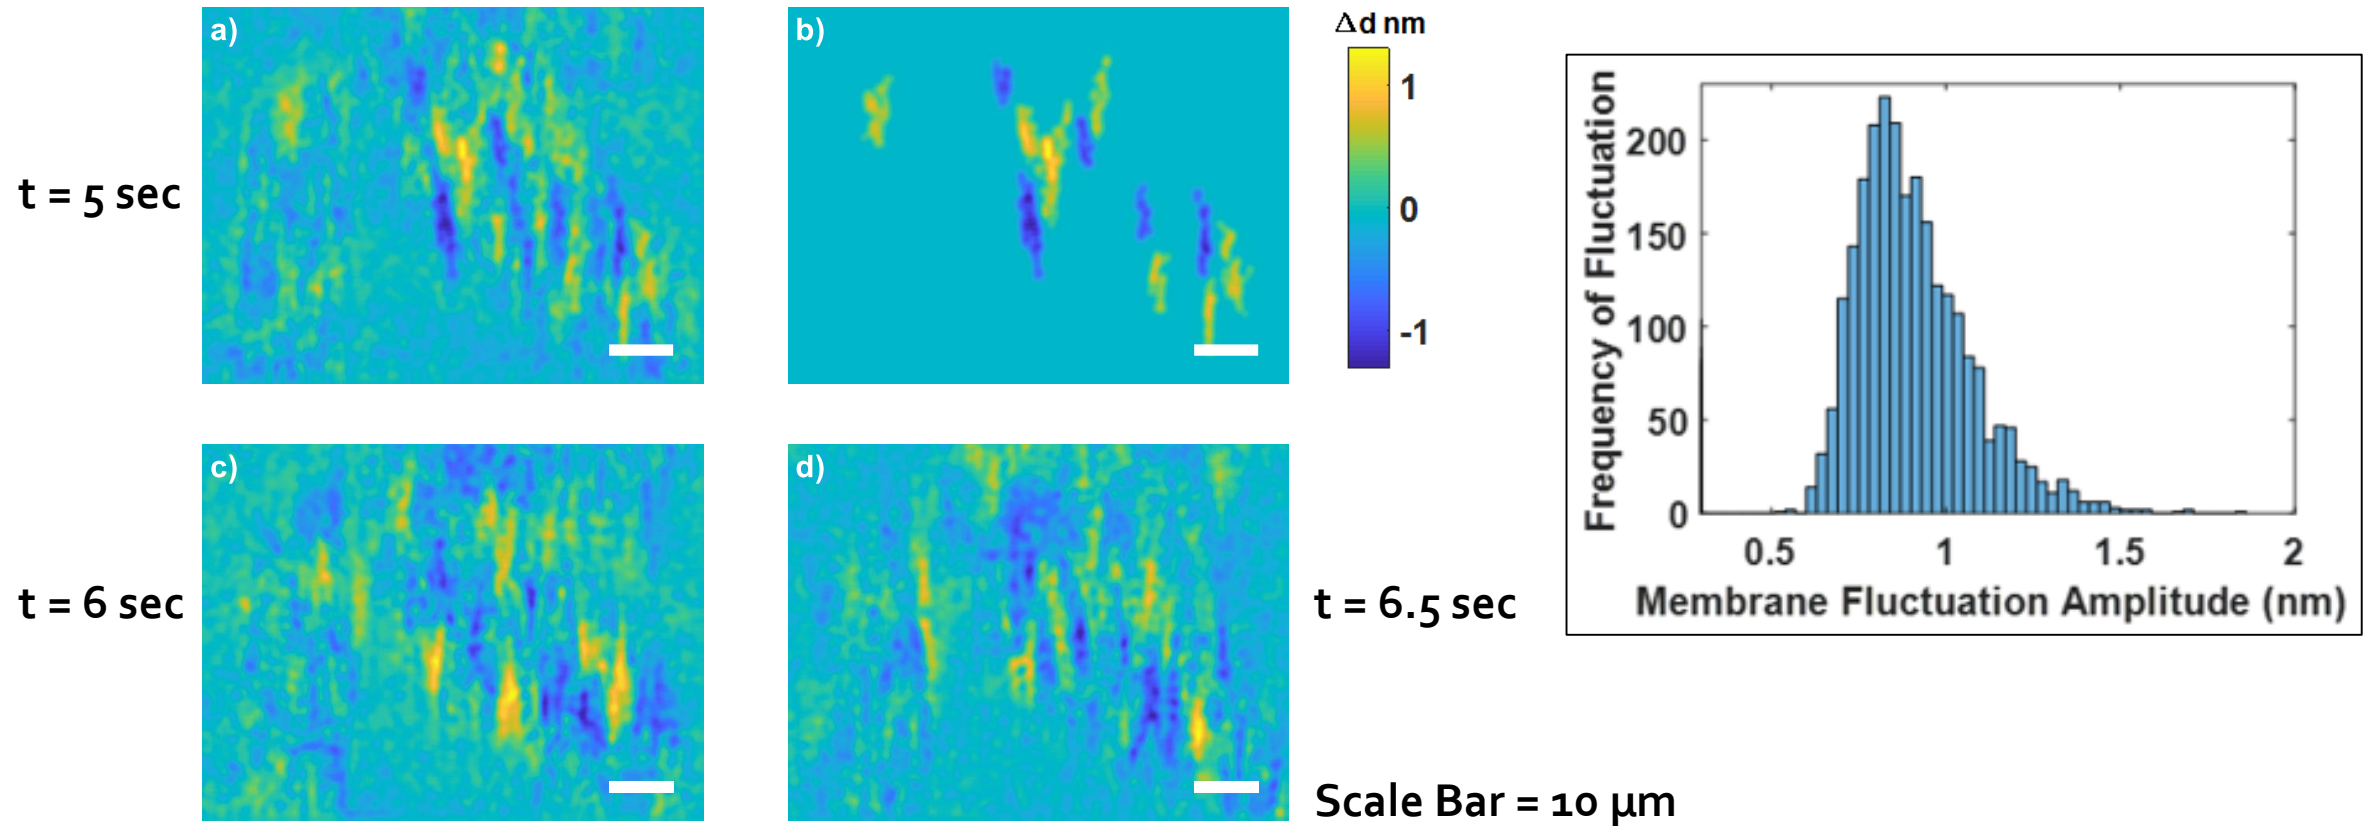 a)
b)
Δd nm
1
0
-1
t = 5 sec
c)
d)
t = 6 sec
t = 6.5 sec
Scale Bar = 10 µm
Frequency of Fluctuation
200
150
100
50
0
0.5 1 1.5 2
Membrane Fluctuation Amplitude (nm)